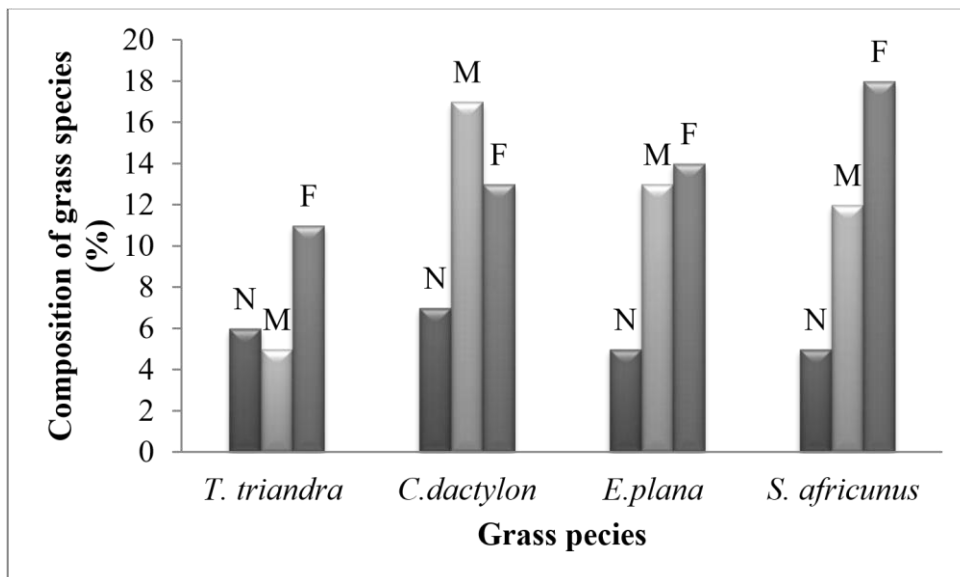 Composition of grass species
(%)
20
18
16
14
12
10
8
6
4
2
0
N
M
F
N
M
F
N
M
F
N
M
F
T. triandra
C.dactylon
E.plana
S. africunus
Grass pecies